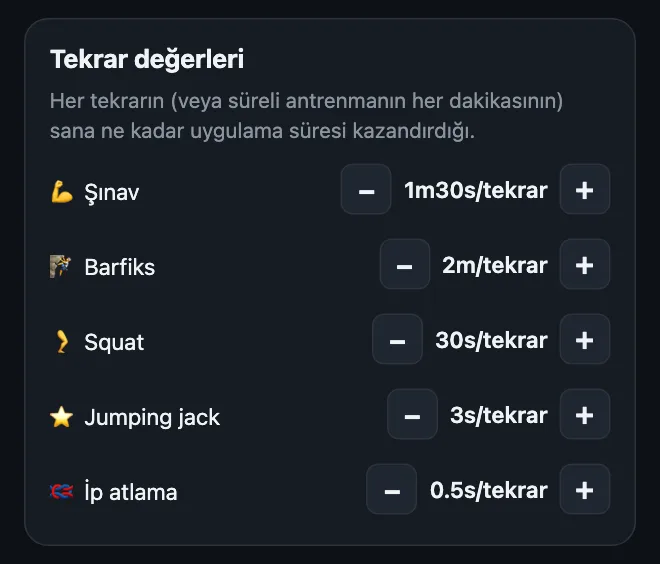 Tekrar değerleri
Her tekrarın (veya süreli antrenmanın her dakikasının)
sana ne kadar uygulama süresi kazandırdığı.
Şınav − 1m30s/tekrar +
Barfiks − 2m/tekrar +
Squat − 30s/tekrar +
Jumping jack − 3s/tekrar +
İp atlama − 0.5s/tekrar +